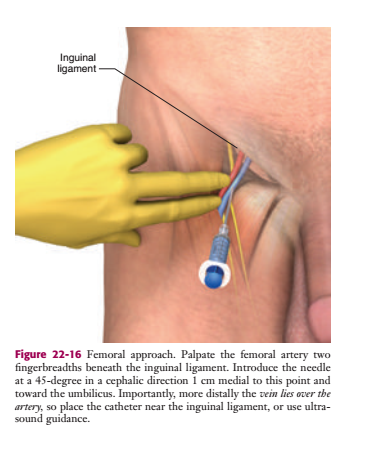 Inguinal
ligament
Figure 22-16 Femoral approach. Palpate the femoral artery two
fingerbreadths beneath the inguinal ligament. Introduce the needle
at a 45-degree in a cephalic direction 1 cm medial to this point and
toward the umbilicus. Importantly, more distally the vein lies over the
artery, so place the catheter near the inguinal ligament, or use ultra-
sound guidance.